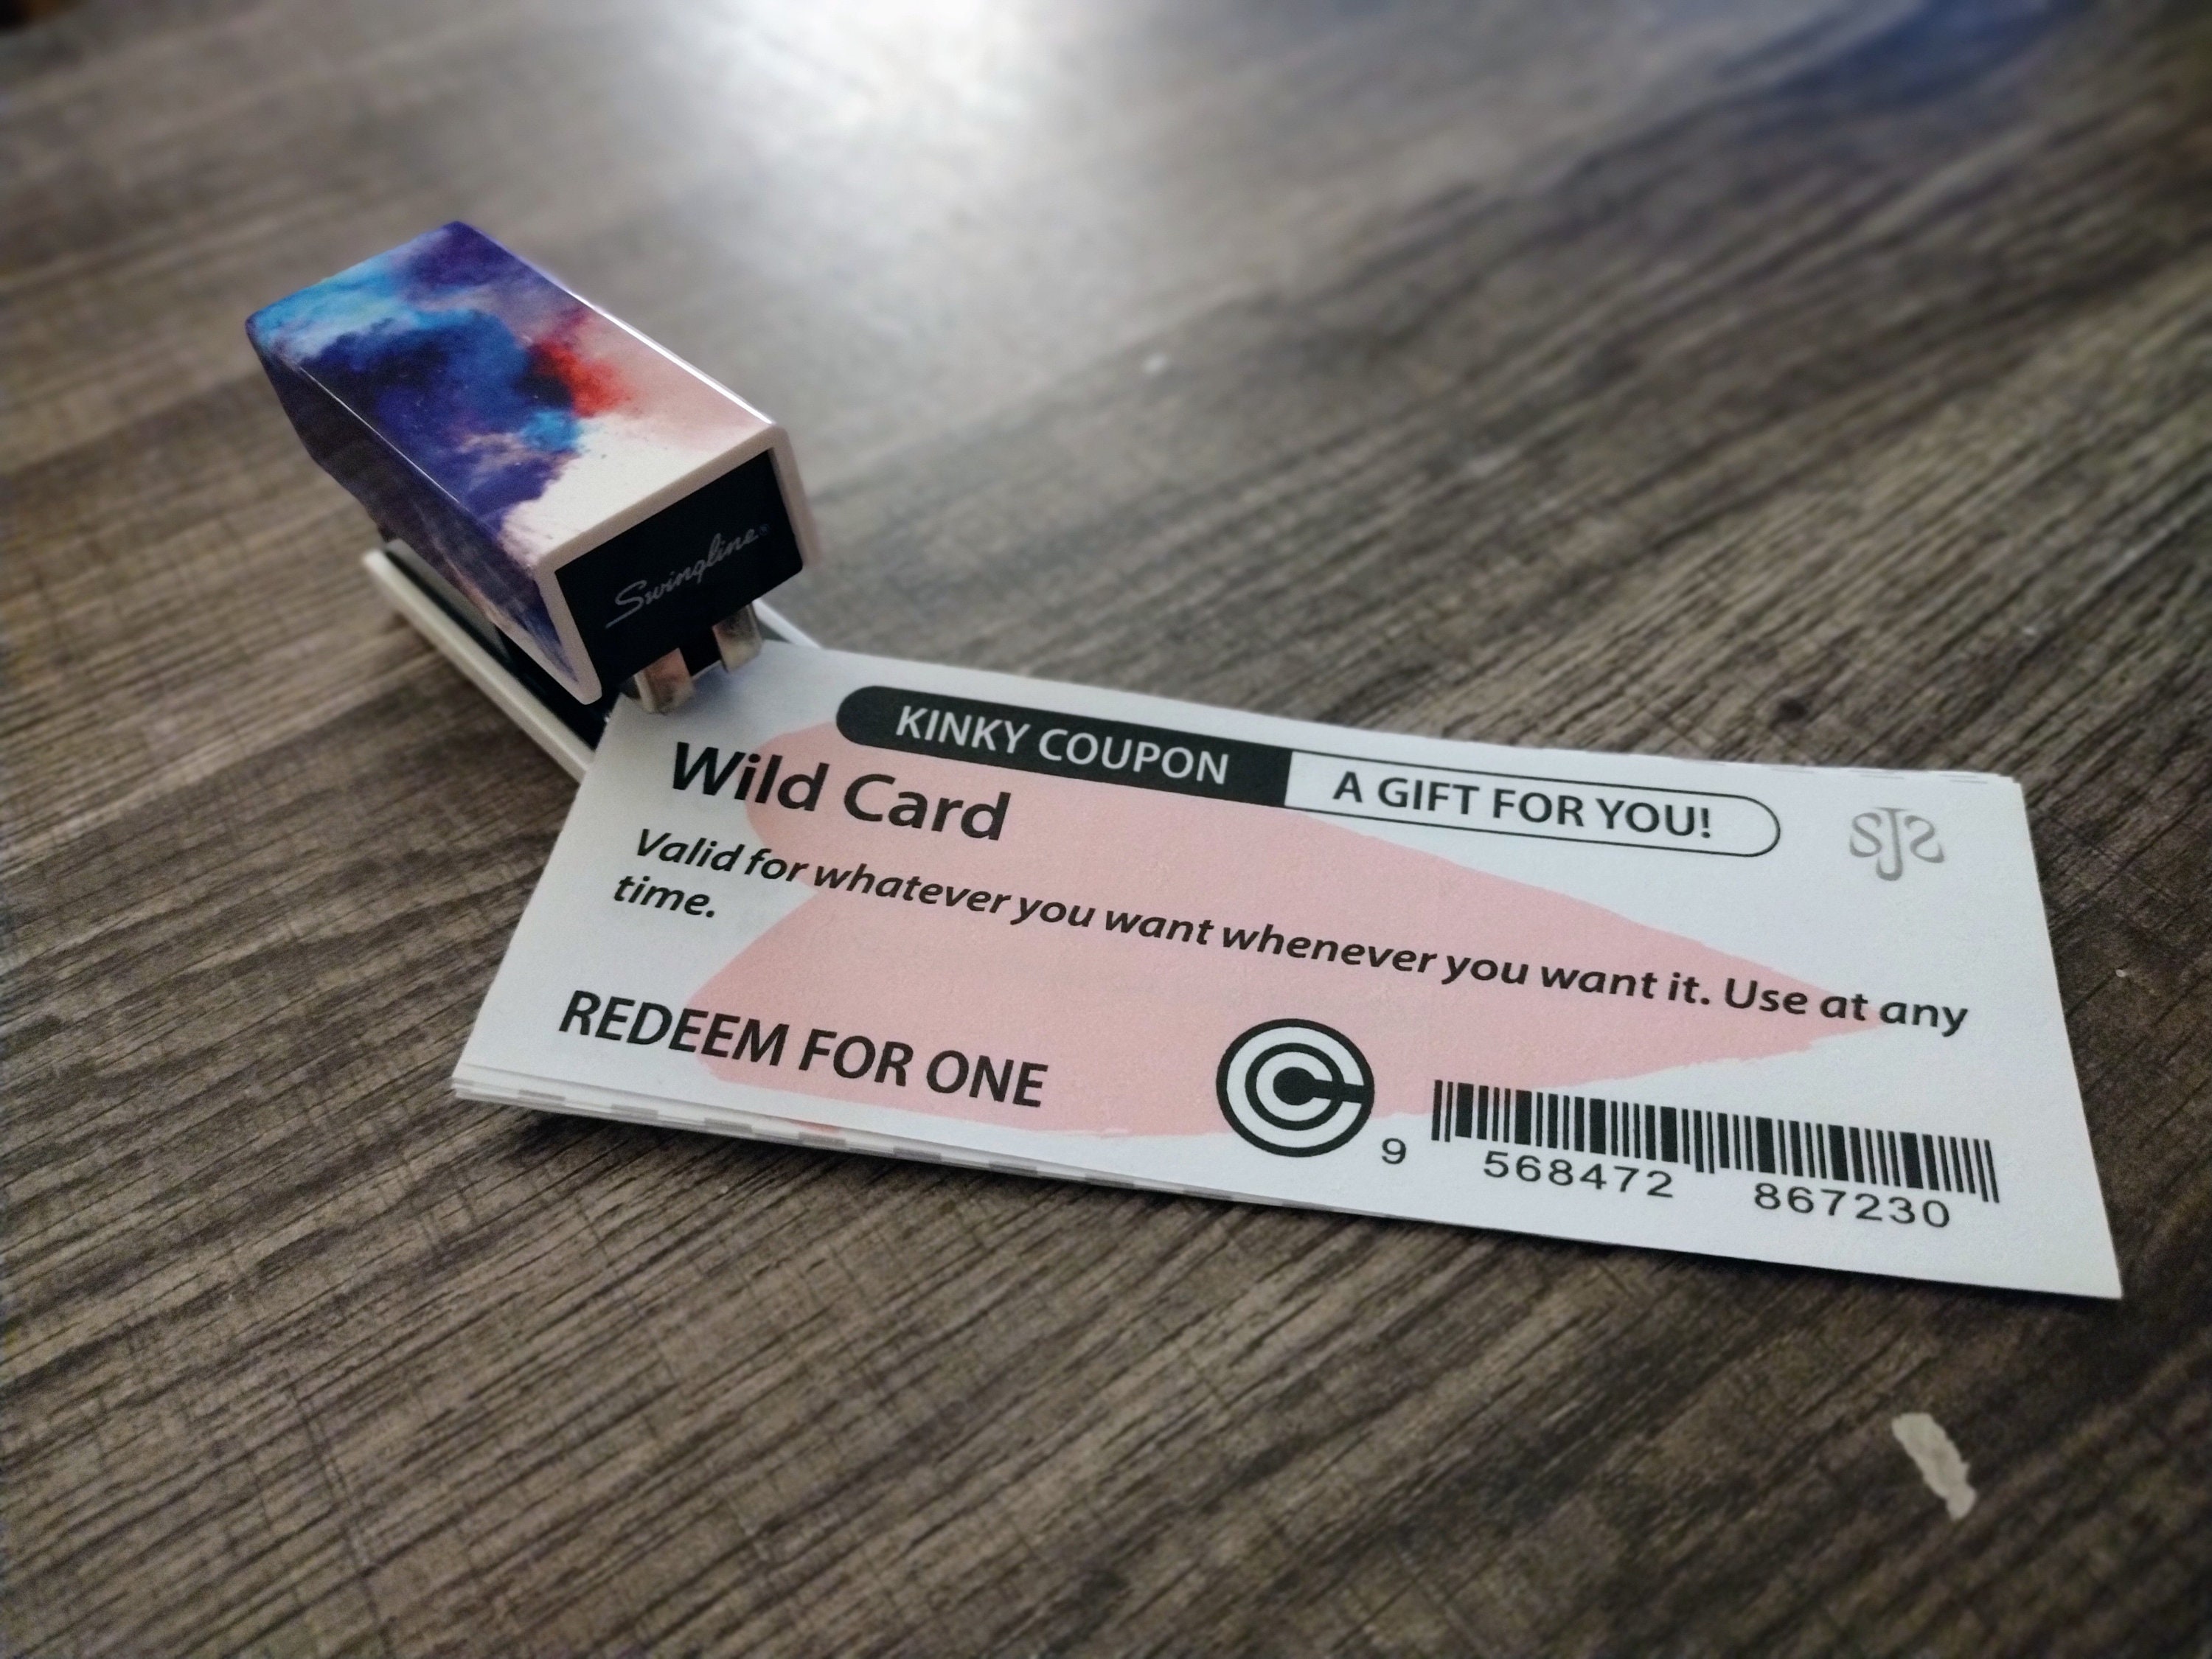 Swingline
KINKY COUPON A GIFT FOR YOU!
SJS
Wild Card
Valid for whatever you want whenever you want it. Use at any
time.
REDEEM FOR ONE
9 568472 867230